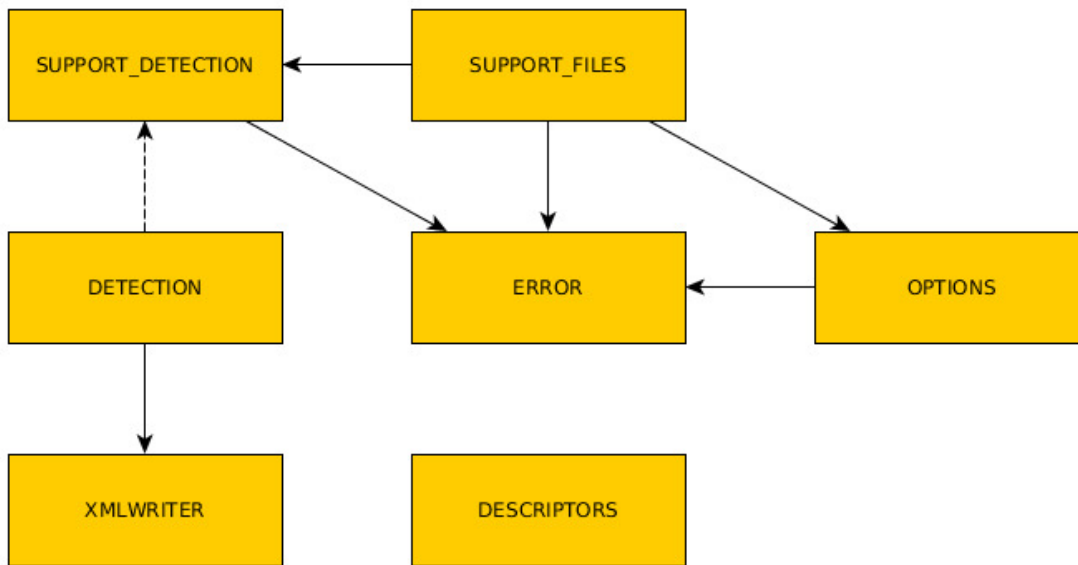 SUPPORT_DETECTION
SUPPORT_FILES
DETECTION
ERROR
OPTIONS
XMLWRITER
DESCRIPTORS